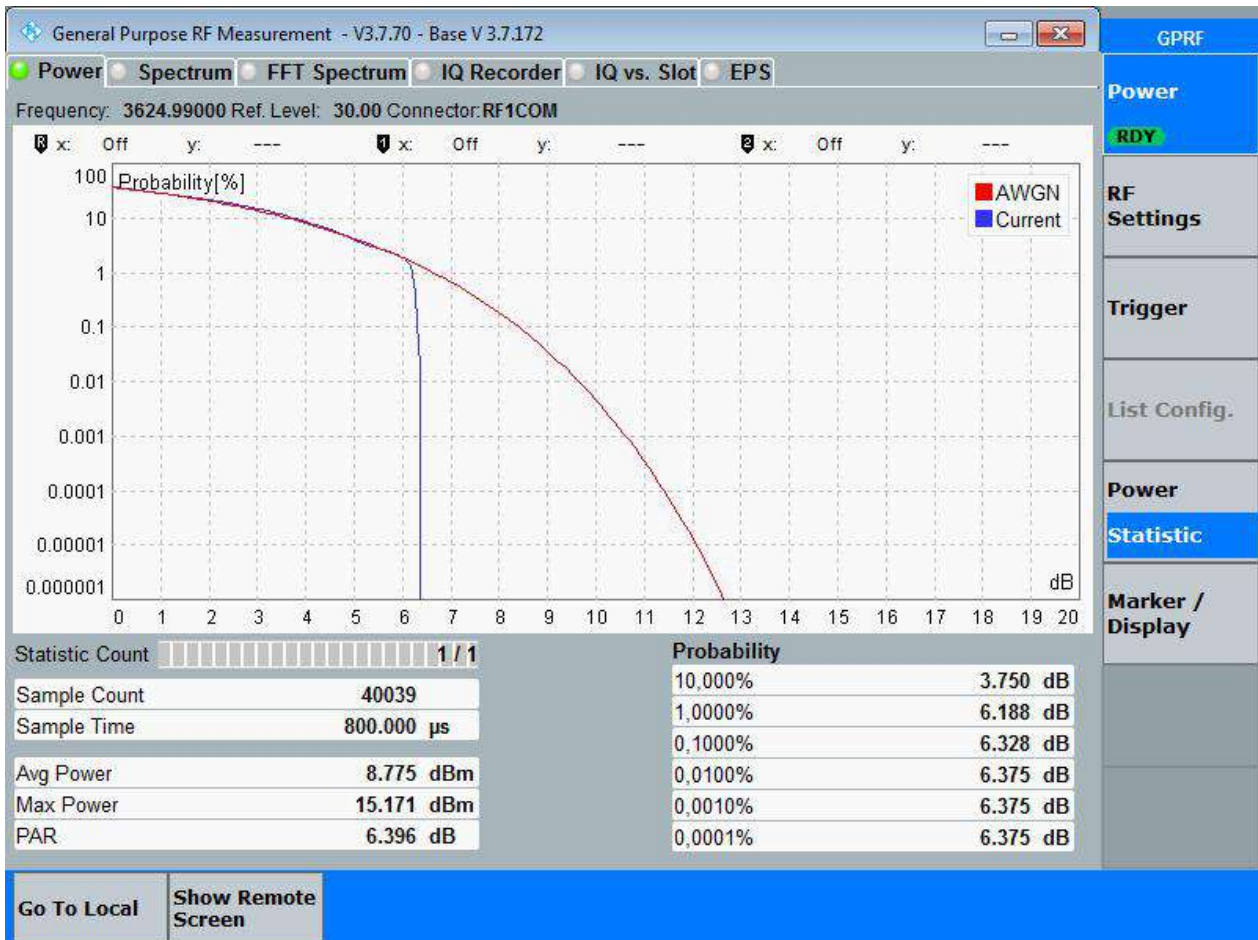 General Purpose RF Measurement - V3.7.70 - Base V 3.7.172
Power Spectrum FFT Spectrum IQ Recorder IQ vs. Slot EPS
Frequency: 3624.99000 Ref. Level: 30.00 Connector:RF1COM
R x: Off y: --- 1 x: Off y: --- 2 x: Off y: ---
Probability[%]
AWGN
Current
100
10
1
0.1
0.01
0.001
0.0001
0.00001
0.000001
dB
0 1 2 3 4 5 6 7 8 9 10 11 12 13 14 15 16 17 18 19 20
Statistic Count 1 / 1
Sample Count 40039
Sample Time 800.000 µs
Avg Power 8.775 dBm
Max Power 15.171 dBm
PAR 6.396 dB
Probability
10,000% 3.750 dB
1,0000% 6.188 dB
0,1000% 6.328 dB
0,0100% 6.375 dB
0,0010% 6.375 dB
0,0001% 6.375 dB
GPRF
Power
RDY
RF
Settings
Trigger
List Config.
Power
Statistic
Marker /
Display
Go To Local
Show Remote
Screen